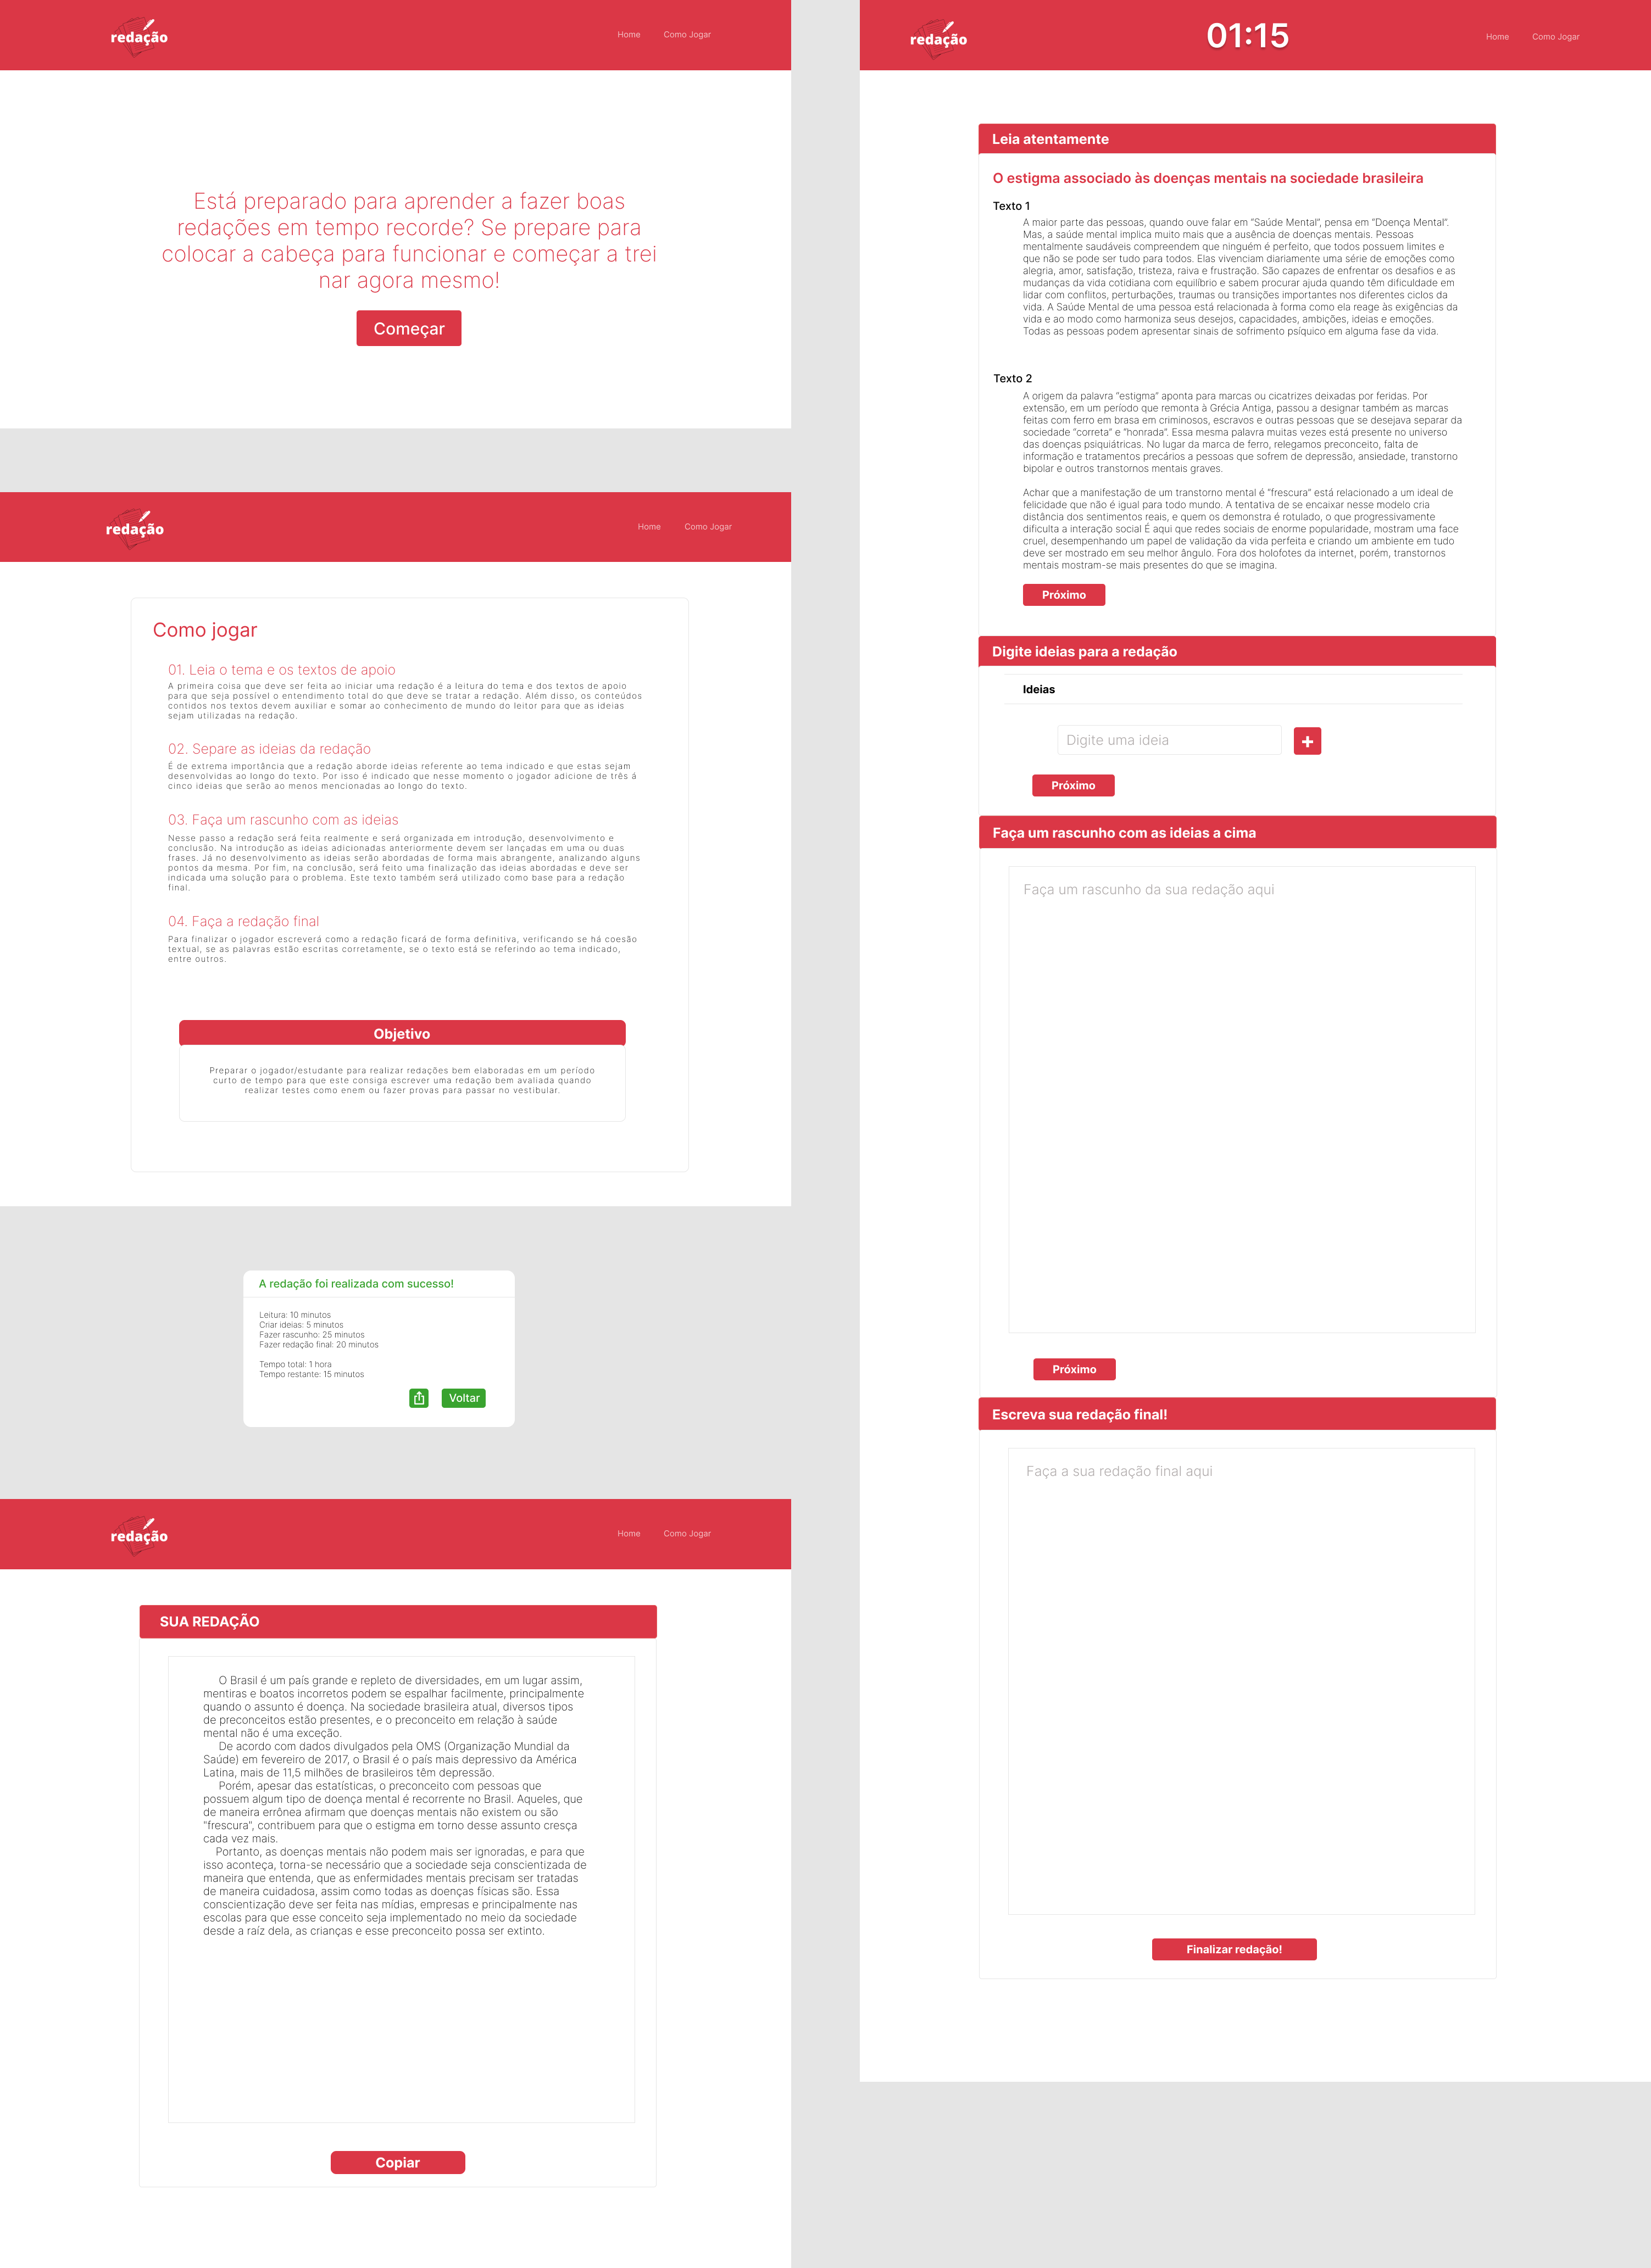 redação
Home
Como Jogar
Está preparado para aprender a fazer boas
redações em tempo recorde? Se prepare para
colocar a cabeça para funcionar e começar a trei
nar agora mesmo!
Começar
redação
Home
Como Jogar
Como jogar
01. Leia o tema e os textos de apoio
A primeira coisa que deve ser feita ao iniciar uma redação é a leitura do tema e dos textos de apoio
para que seja possível o entendimento total do que deve se tratar a redação. Além disso, os conteúdos
contidos nos textos devem auxiliar e somar ao conhecimento de mundo do leitor para que as ideias
sejam utilizadas na redação.
02. Separe as ideias da redação
É de extrema importância que a redação aborde ideias referente ao tema indicado e que estas sejam
desenvolvidas ao longo do texto. Por isso é indicado que nesse momento o jogador adicione de três á
cinco ideias que serão ao menos mencionadas ao longo do texto.
03. Faça um rascunho com as ideias
Nesse passo a redação será feita realmente e será organizada em introdução, desenvolvimento e
conclusão. Na introdução as ideias adicionadas anteriormente devem ser lançadas em uma ou duas
frases. Já no desenvolvimento as ideias serão abordadas de forma mais abrangente, analizando alguns
pontos da mesma. Por fim, na conclusão, será feito uma finalização das ideias abordadas e deve ser
indicada uma solução para o problema. Este texto também será utilizado como base para a redação
final.
04. Faça a redação final
Para finalizar o jogador escreverá como a redação ficará de forma definitiva, verificando se há coesão
textual, se as palavras estão escritas corretamente, se o texto está se referindo ao tema indicado,
entre outros.
Objetivo
Preparar o jogador/estudante para realizar redações bem elaboradas em um período
curto de tempo para que este consiga escrever uma redação bem avaliada quando
realizar testes como enem ou fazer provas para passar no vestibular.
A redação foi realizada com sucesso!
Leitura: 10 minutos
Criar ideias: 5 minutos
Fazer rascunho: 25 minutos
Fazer redação final: 20 minutos
Tempo total: 1 hora
Tempo restante: 15 minutos
Voltar
redação
Home
Como Jogar
SUA REDAÇÃO
O Brasil é um país grande e repleto de diversidades, em um lugar assim,
mentiras e boatos incorretos podem se espalhar facilmente, principalmente
quando o assunto é doença. Na sociedade brasileira atual, diversos tipos
de preconceitos estão presentes, e o preconceito em relação à saúde
mental não é uma exceção.
De acordo com dados divulgados pela OMS (Organização Mundial da
Saúde) em fevereiro de 2017, o Brasil é o país mais depressivo da América
Latina, mais de 11,5 milhões de brasileiros têm depressão.
Porém, apesar das estatísticas, o preconceito com pessoas que
possuem algum tipo de doença mental é recorrente no Brasil. Aqueles, que
de maneira errônea afirmam que doenças mentais não existem ou são
"frescura", contribuem para que o estigma em torno desse assunto cresça
cada vez mais.
Portanto, as doenças mentais não podem mais ser ignoradas, e para que
isso aconteça, torna-se necessário que a sociedade seja conscientizada de
maneira que entenda, que as enfermidades mentais precisam ser tratadas
de maneira cuidadosa, assim como todas as doenças físicas são. Essa
conscientização deve ser feita nas mídias, empresas e principalmente nas
escolas para que esse conceito seja implementado no meio da sociedade
desde a raíz dela, as crianças e esse preconceito possa ser extinto.
Copiar
redação
01:15
Home
Como Jogar
Leia atentamente
O estigma associado às doenças mentais na sociedade brasileira
Texto 1
A maior parte das pessoas, quando ouve falar em "Saúde Mental", pensa em "Doença Mental".
Mas, a saúde mental implica muito mais que a ausência de doenças mentais. Pessoas
mentalmente saudáveis compreendem que ninguém é perfeito, que todos possuem limites e
que não se pode ser tudo para todos. Elas vivenciam diariamente uma série de emoções como
alegria, amor, satisfação, tristeza, raiva e frustração. São capazes de enfrentar os desafios e as
mudanças da vida cotidiana com equilíbrio e sabem procurar ajuda quando têm dificuldade em
lidar com conflitos, perturbações, traumas ou transições importantes nos diferentes ciclos da
vida. A Saúde Mental de uma pessoa está relacionada à forma como ela reage às exigências da
vida e ao modo como harmoniza seus desejos, capacidades, ambições, ideias e emoções.
Todas as pessoas podem apresentar sinais de sofrimento psíquico em alguma fase da vida.
Texto 2
A origem da palavra "estigma" aponta para marcas ou cicatrizes deixadas por feridas. Por
extensão, em um período que remonta à Grécia Antiga, passou a designar também as marcas
feitas com ferro em brasa em criminosos, escravos e outras pessoas que se desejava separar da
sociedade "correta" e "honrada". Essa mesma palavra muitas vezes está presente no universo
das doenças psiquiátricas. No lugar da marca de ferro, relegamos preconceito, falta de
informação e tratamentos precários a pessoas que sofrem de depressão, ansiedade, transtorno
bipolar e outros transtornos mentais graves.
Achar que a manifestação de um transtorno mental é "frescura" está relacionado a um ideal de
felicidade que não é igual para todo mundo. A tentativa de se encaixar nesse modelo cria
distância dos sentimentos reais, e quem os demonstra é rotulado, o que progressivamente
dificulta a interação social É aqui que redes sociais de enorme popularidade, mostram uma face
cruel, desempenhando um papel de validação da vida perfeita e criando um ambiente em tudo
deve ser mostrado em seu melhor ângulo. Fora dos holofotes da internet, porém, transtornos
mentais mostram-se mais presentes do que se imagina.
Próximo
Digite ideias para a redação
Ideias
Digite uma ideia
+
Próximo
Faça um rascunho com as ideias a cima
Faça um rascunho da sua redação aqui
Próximo
Escreva sua redação final!
Faça a sua redação final aqui
Finalizar redação!